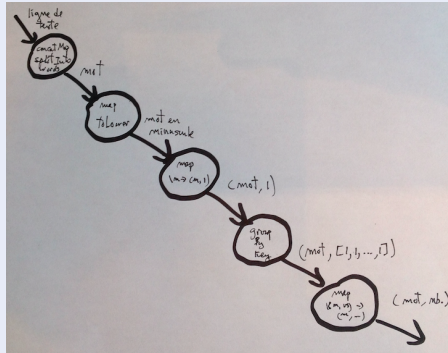 ligne de
texte
concatMap
split Into
words
mot
map
toLower
mot en
minuscule
map
\m → (m, 1)
(mot, 1)
group
By
Key
(mot, [1, 1, ..., 1])
map
(mot, nb.)